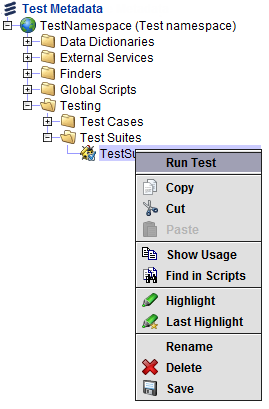 Test Metadata
TestNamespace (Test namespace)
Data Dictionaries
External Services
Finders
Global Scripts
Testing
Test Cases
Test Suites
Run Test
Copy
Cut
Paste
Show Usage
Find in Scripts
Highlight
Last Highlight
Rename
Delete
Save